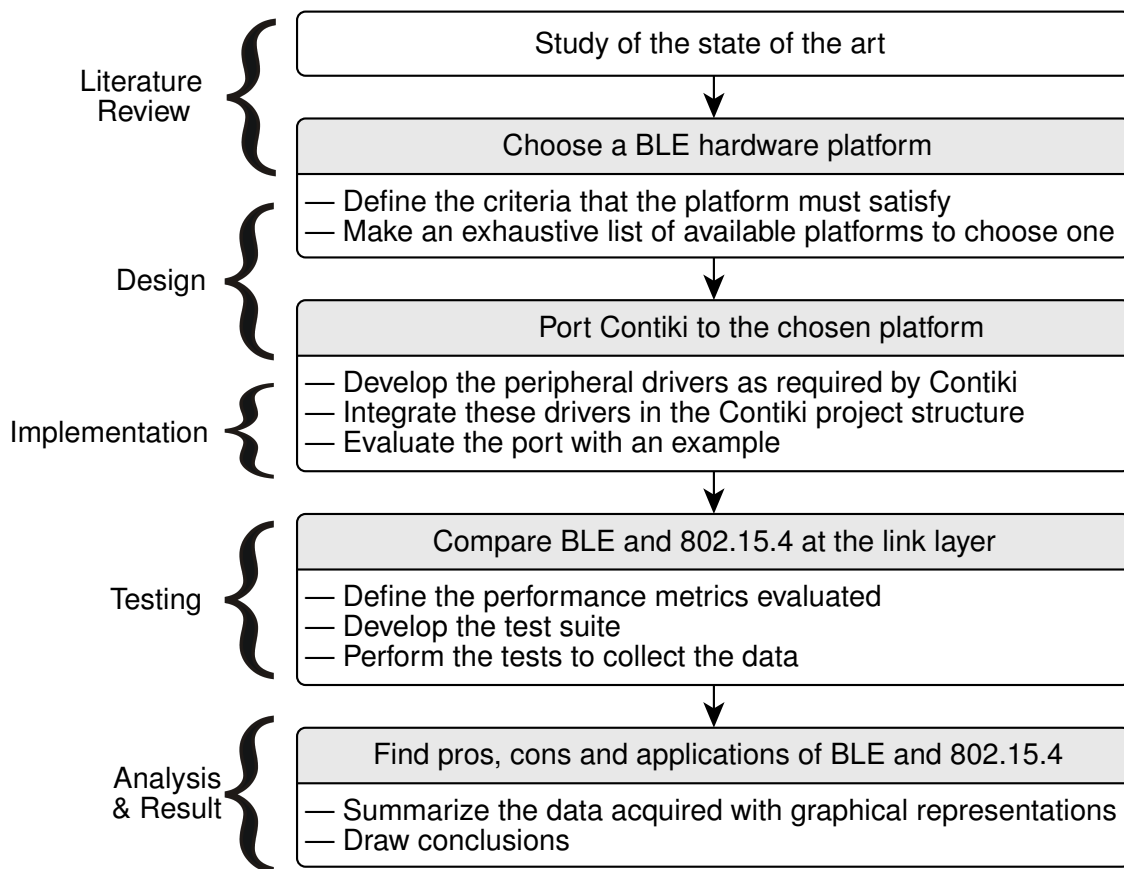 Study of the state of the art
Literature
Review
Choose a BLE hardware platform
— Define the criteria that the platform must satisfy
— Make an exhaustive list of available platforms to choose one
Design
Port Contiki to the chosen platform
— Develop the peripheral drivers as required by Contiki
— Integrate these drivers in the Contiki project structure
— Evaluate the port with an example
Implementation
Compare BLE and 802.15.4 at the link layer
— Define the performance metrics evaluated
— Develop the test suite
— Perform the tests to collect the data
Testing
Find pros, cons and applications of BLE and 802.15.4
— Summarize the data acquired with graphical representations
— Draw conclusions
Analysis
& Result